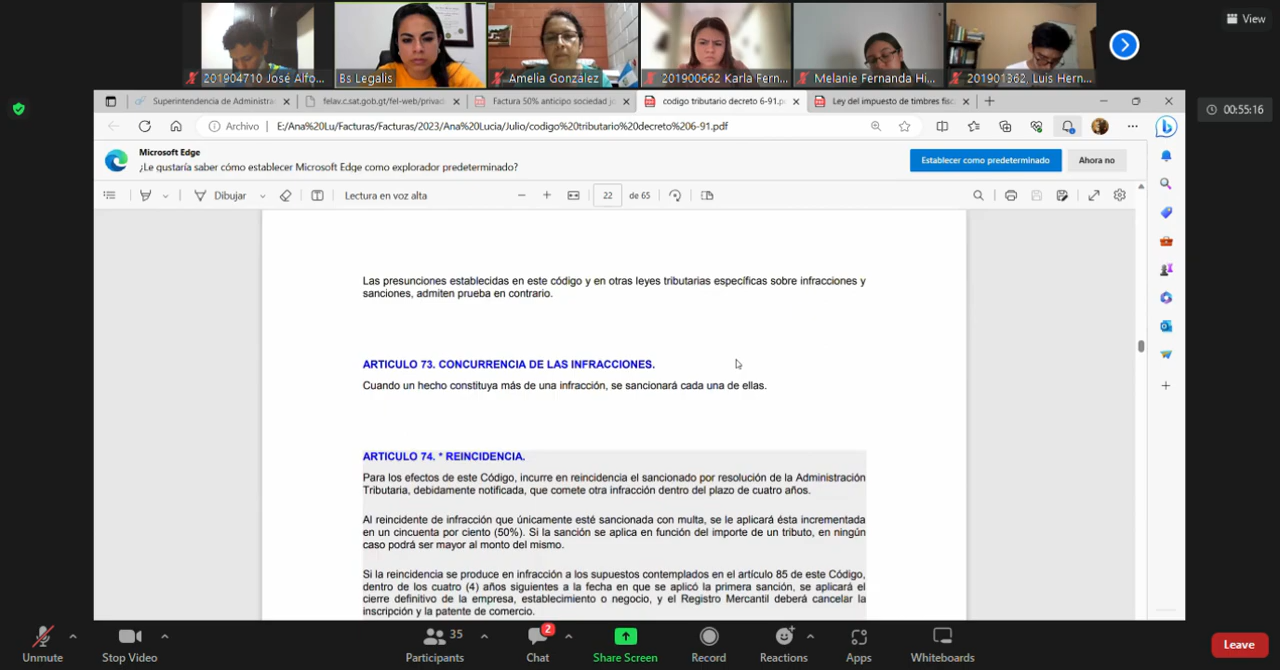 View
201904710 José Alfo...
Bs Legalis
Amelia González
201900662 Karla Fern...
Melanie Fernanda Hi...
201901362, Luis Hern...
00:55:16
Superintendencia de Administra
felav.c.sat.gob.gt/fel-web/privad
Factura 50% anticipo sociedad jo
codigo tributario decreto 6-91.p
Ley del impuesto de timbres fisc
Archivo E:/Ana%20Lu/Facturas/Facturas/2023/Ana%20Lucia/Julio/codigo%20tributario%20decreto%206-91.pdf
Microsoft Edge
¿Le gustaría saber cómo establecer Microsoft Edge como explorador predeterminado?
Establecer como predeterminado
Ahora no
Dibujar
Lectura en voz alta
22 de 65
Las presunciones establecidas en este código y en otras leyes tributarias específicas sobre infracciones y
sanciones, admiten prueba en contrario.
ARTICULO 73. CONCURRENCIA DE LAS INFRACCIONES.
Cuando un hecho constituya más de una infracción, se sancionará cada una de ellas.
ARTICULO 74. * REINCIDENCIA.
Para los efectos de este Código, incurre en reincidencia el sancionado por resolución de la Administración
Tributaria, debidamente notificada, que comete otra infracción dentro del plazo de cuatro años.
Al reincidente de infracción que únicamente esté sancionada con multa, se le aplicará ésta incrementada
en un cincuenta por ciento (50%). Si la sanción se aplica en función del importe de un tributo, en ningún
caso podrá ser mayor al monto del mismo.
Si la reincidencia se produce en infracción a los supuestos contemplados en el artículo 85 de este Código,
dentro de los cuatro (4) años siguientes a la fecha en que se aplicó la primera sanción, se aplicará el
cierre definitivo de la empresa, establecimiento o negocio, y el Registro Mercantil deberá cancelar la
inscripción y la patente de comercio.
Unmute
Stop Video
35
Participants
2
Chat
Share Screen
Record
Reactions
Apps
Whiteboards
Leave